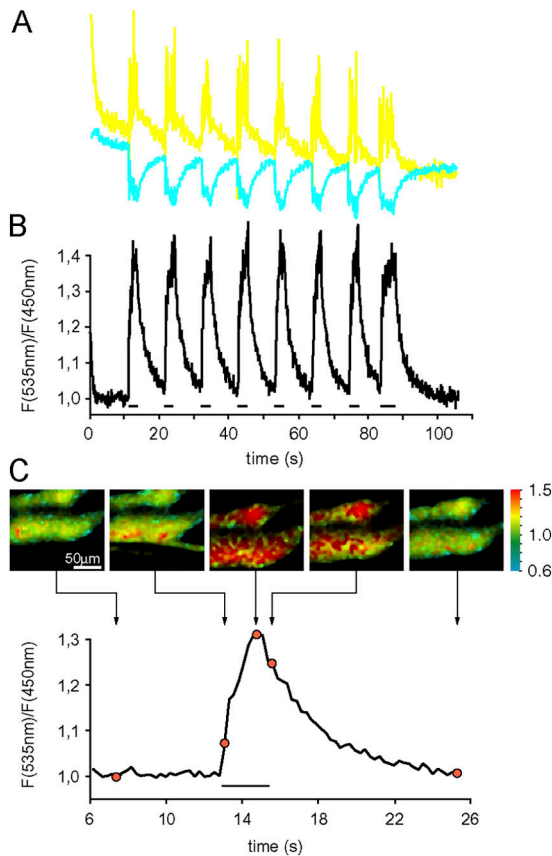 A
B
F(535nm)/F(450nm)
1,4
1,3
1,2
1,1
1,0
0 20 40 60 80 100
time (s)
C
50µm
1.5
1.0
0.6
F(535nm)/F(450nm)
1,3
1,2
1,1
1,0
6 10 14 18 22 26
time (s)